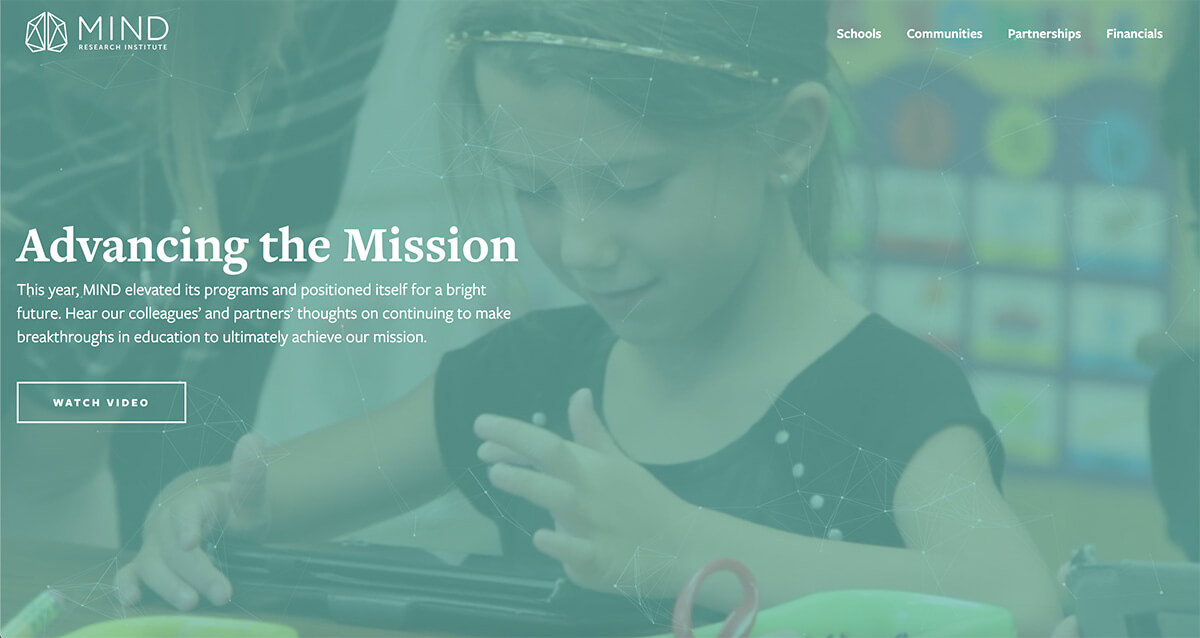 MIND
RESEARCH INSTITUTE
Schools Communities Partnerships Financials
Advancing the Mission
This year, MIND elevated its programs and positioned itself for a bright
future. Hear our colleagues’ and partners’ thoughts on continuing to make
breakthroughs in education to ultimately achieve our mission.
WATCH VIDEO